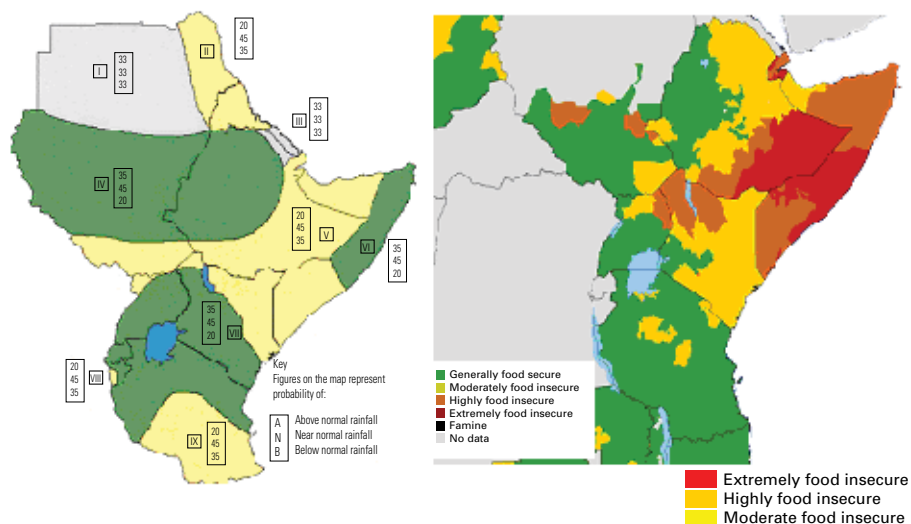 I
33
33
33
II
20
45
35
III
33
33
33
IV
35
45
20
V
20
45
35
VI
35
45
20
VII
35
45
20
VIII
20
45
35
IX
20
45
35
Key
Figures on the map represent
probability of:
A Above normal rainfall
N Near normal rainfall
B Below normal rainfall
Generally food secure
Moderately food insecure
Highly food insecure
Extremely food insecure
Famine
No data
Extremely food insecure
Highly food insecure
Moderate food insecure